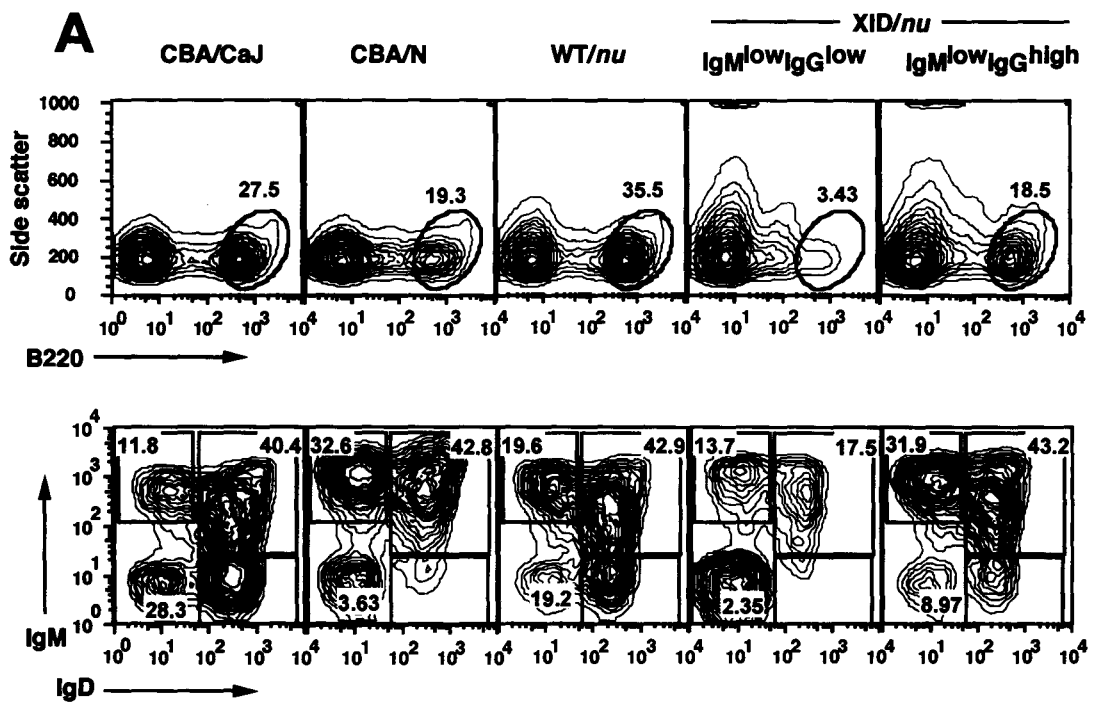 A
XID/nu
CBA/CaJ CBA/N WT/nu IgMlowIgGlow IgMlowIgGhigh
Side scatter
1000
800
600
400
200
0
27.5 19.3 35.5 3.43 18.5
10^0 10^1 10^2 10^3 10^4 10^1 10^2 10^3 10^4 10^1 10^2 10^3 10^4 10^1 10^2 10^3 10^4 10^1 10^2 10^3 10^4
B220
10^4
10^3
10^2
10^1
10^0
11.8 40.4 32.6 42.8 19.6 42.9 13.7 17.5 31.9 43.2
28.3 3.63 19.2 2.35 8.97
IgM
10^0 10^1 10^2 10^3 10^4 10^1 10^2 10^3 10^4 10^1 10^2 10^3 10^4 10^1 10^2 10^3 10^4 10^1 10^2 10^3 10^4
IgD